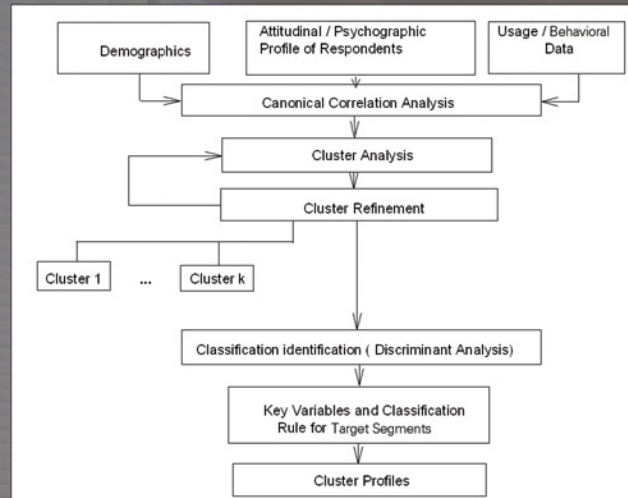 Attitudinal / Psychographic
Profile of Respondents
Usage / Behavioral
Data
Demographics
Canonical Correlation Analysis
Cluster Analysis
Cluster Refinement
Cluster 1
...
Cluster k
Classification identification ( Discriminant Analysis)
Key Variables and Classification
Rule for Target Segments
Cluster Profiles